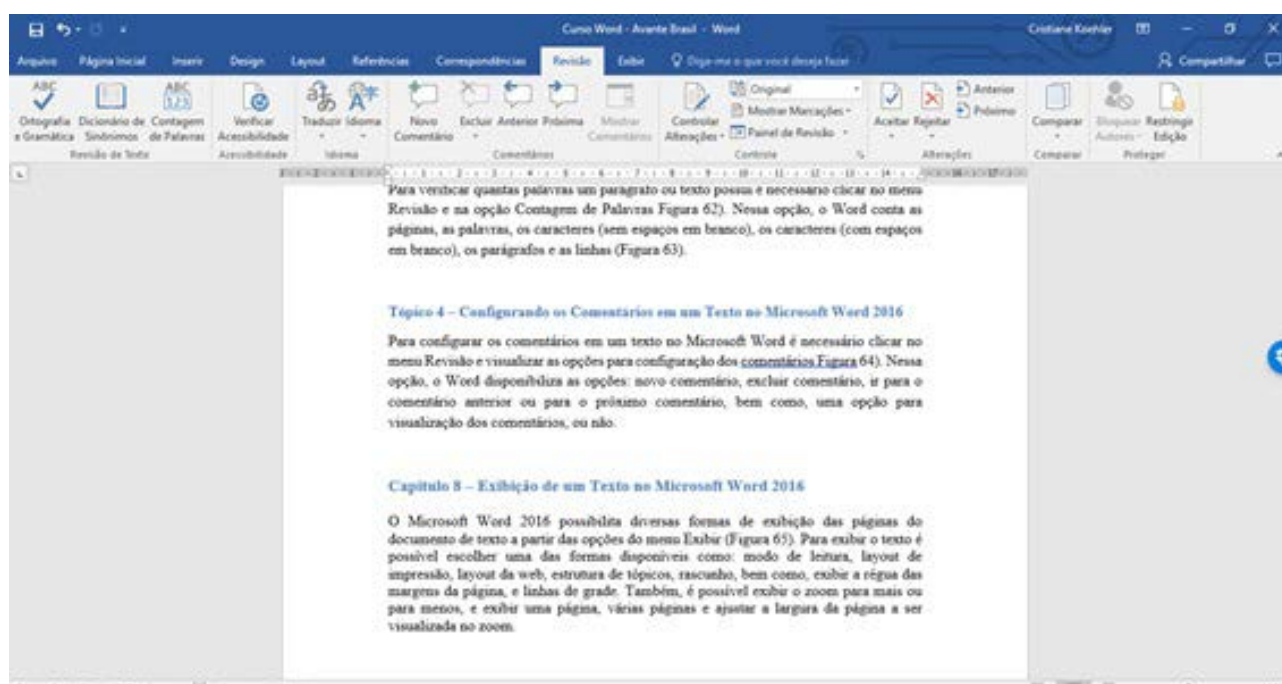 Curso Word - Avante Brasil - Word
Cristiane Koehler
Arquivo Página Inicial Inserir Design Layout Referências Correspondências Revisão Exibir Diga-me o que você deseja fazer Compartilhar
Ortografia e Gramática
Dicionário de Sinônimos
Contagem de Palavras
Verificar Acessibilidade
Traduzir Idioma
Novo Comentário
Excluir Anterior Próximo
Mostrar Comentários
Controlar Alterações
Original
Mostrar Marcações
Painel de Revisão
Aceitar Rejeitar
Anterior
Próximo
Comparar
Bloquear Autores
Restringir Edição
Revisão de Texto Acessibilidade Idioma Comentários Controle Alterações Comparar Proteger
Para verificar quantas palavras um parágrafo ou texto possui é necessário clicar no menu
Revisão e na opção Contagem de Palavras Figura 62). Nessa opção, o Word conta as
páginas, as palavras, os caracteres (sem espaços em branco), os caracteres (com espaços
em branco), os parágrafos e as linhas (Figura 63).
Tópico 4 – Configurando os Comentários em um Texto no Microsoft Word 2016
Para configurar os comentários em um texto no Microsoft Word é necessário clicar no
menu Revisão e visualizar as opções para configuração dos comentários Figura 64). Nessa
opção, o Word disponibiliza as opções: novo comentário, excluir comentário, ir para o
comentário anterior ou para o próximo comentário, bem como, uma opção para
visualização dos comentários, ou não.
Capítulo 8 – Exibição de um Texto no Microsoft Word 2016
O Microsoft Word 2016 possibilita diversas formas de exibição das páginas do
documento de texto a partir das opções do menu Exibir (Figura 65). Para exibir o texto é
possível escolher uma das formas disponíveis como: modo de leitura, layout de
impressão, layout da web, estrutura de tópicos, rascunho, bem como, exibir a régua das
margens da página, e linhas de grade. Também, é possível exibir o zoom para mais ou
para menos, e exibir uma página, várias páginas e ajustar a largura da página a ser
visualizada no zoom.